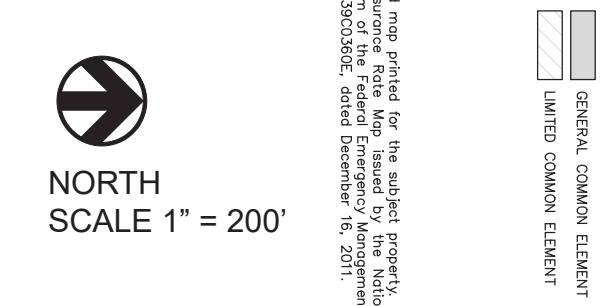 NORTH
SCALE 1” = 200’
map printed for the subject property.
surance Rate Map issued by the Natio
of the Federal Emergency Managemen
39C0360E, dated December 16, 2011.
GENERAL COMMON ELEMENT
LIMITED COMMON ELEMENT